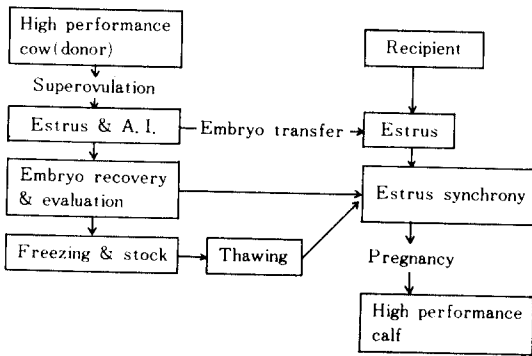 High performance
cow(donor)
Recipient
Superovulation
Estrus & A. I.
Embryo transfer
Estrus
Embryo recovery
& evaluation
Estrus synchrony
Freezing & stock
Thawing
Pregnancy
High performance
calf